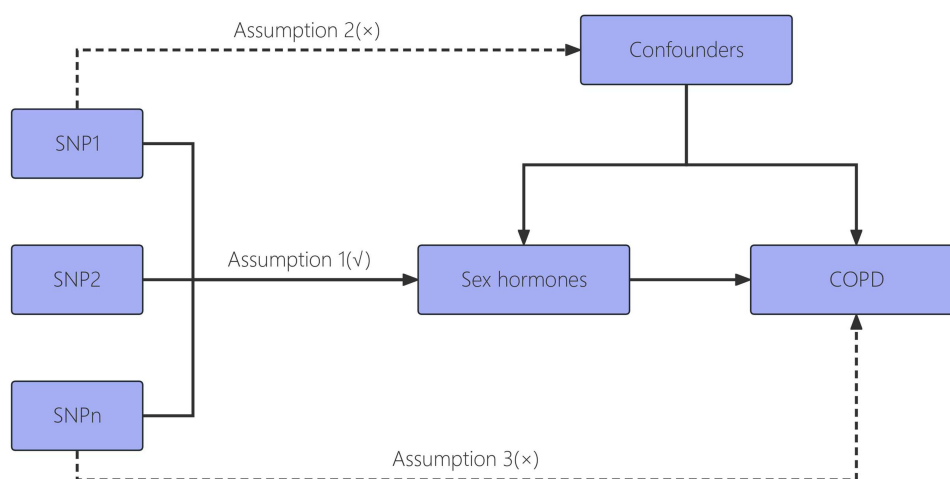 Assumption 2(×)
Confounders
SNP1
SNP2
Assumption 1(√)
Sex hormones
COPD
SNPn
Assumption 3(×)